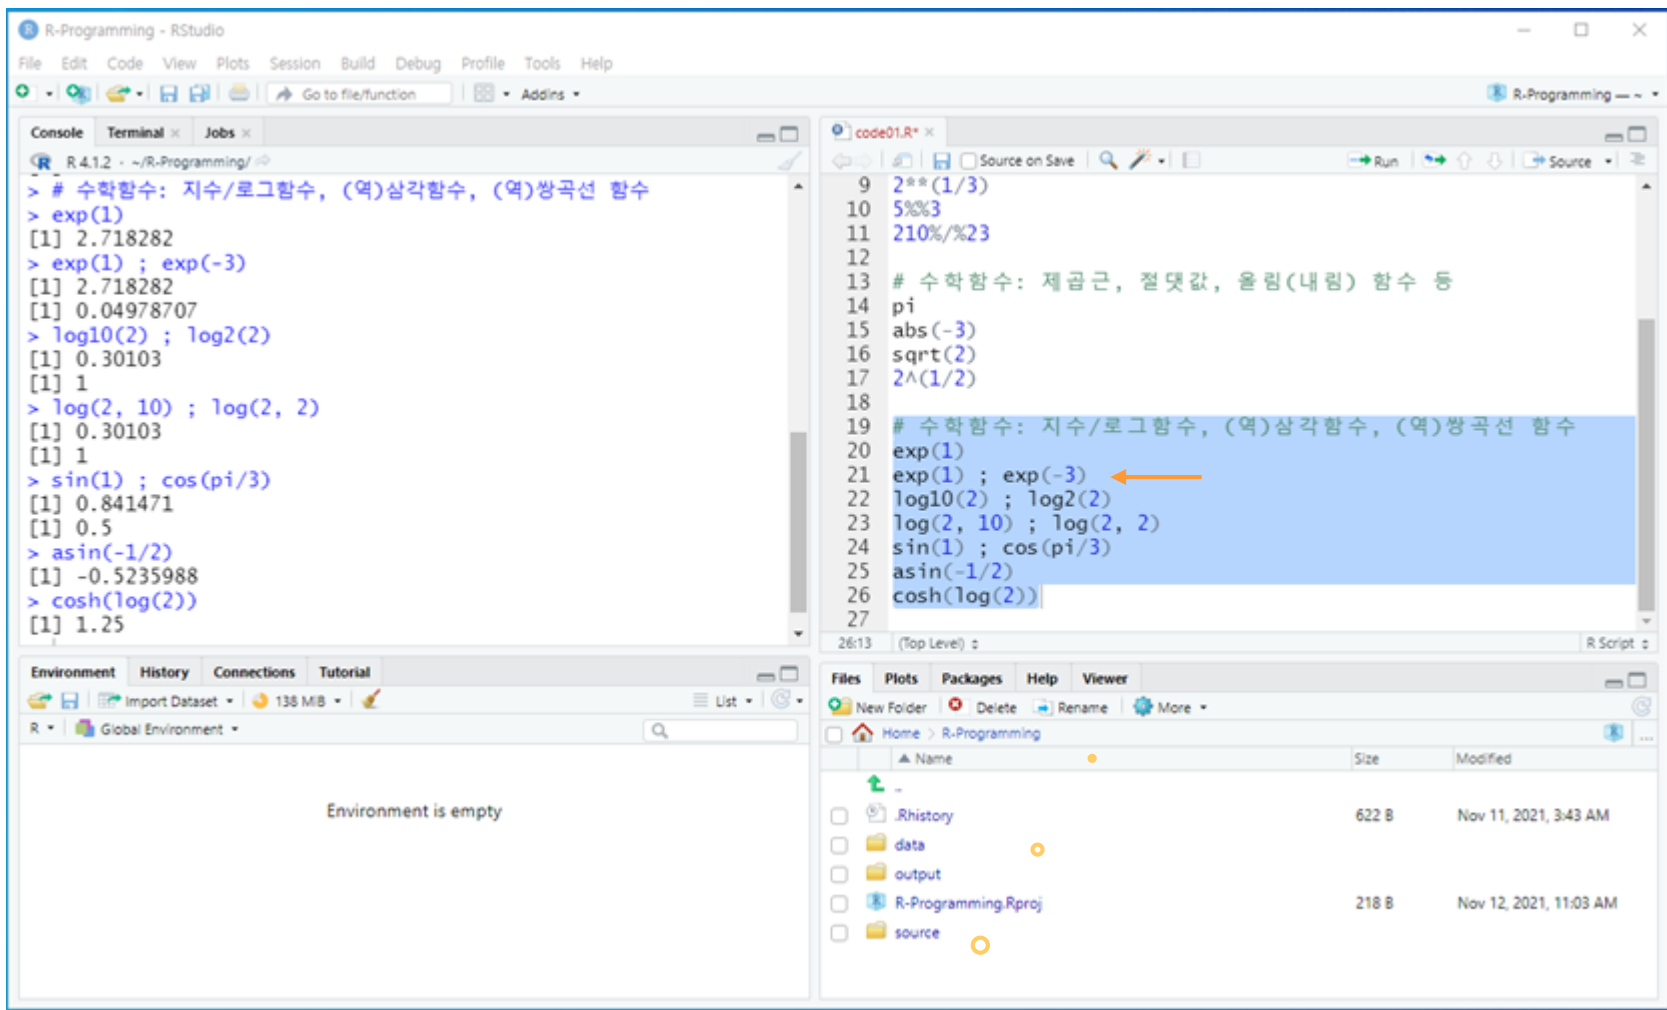 R-Programming - RStudio
File Edit Code View Plots Session Build Debug Profile Tools Help
Go to file/function Addins R-Programming — ~
Console Terminal Jobs
R 4.1.2 · ~/R-Programming/
> # 수학함수: 지수/로그함수, (역)삼각함수, (역)쌍곡선 함수
> exp(1)
[1] 2.718282
> exp(1) ; exp(-3)
[1] 2.718282
[1] 0.04978707
> log10(2) ; log2(2)
[1] 0.30103
[1] 1
> log(2, 10) ; log(2, 2)
[1] 0.30103
[1] 1
> sin(1) ; cos(pi/3)
[1] 0.841471
[1] 0.5
> asin(-1/2)
[1] -0.5235988
> cosh(log(2))
[1] 1.25
code01.R*
Source on Save Run Source
9 2**(1/3)
10 5%%3
11 210%/%23
12
13 # 수학함수: 제곱근, 절댓값, 올림(내림) 함수 등
14 pi
15 abs(-3)
16 sqrt(2)
17 2^(1/2)
18
19 # 수학함수: 지수/로그함수, (역)삼각함수, (역)쌍곡선 함수
20 exp(1)
21 exp(1) ; exp(-3)
22 log10(2) ; log2(2)
23 log(2, 10) ; log(2, 2)
24 sin(1) ; cos(pi/3)
25 asin(-1/2)
26 cosh(log(2))
27
26:13 (Top Level) R Script
Environment History Connections Tutorial
Import Dataset 138 MiB List
R Global Environment
Environment is empty
Files Plots Packages Help Viewer
New Folder Delete Rename More
Home > R-Programming ...
Name Size Modified
..
.Rhistory 622 B Nov 11, 2021, 3:43 AM
data
output
R-Programming.Rproj 218 B Nov 12, 2021, 11:03 AM
source